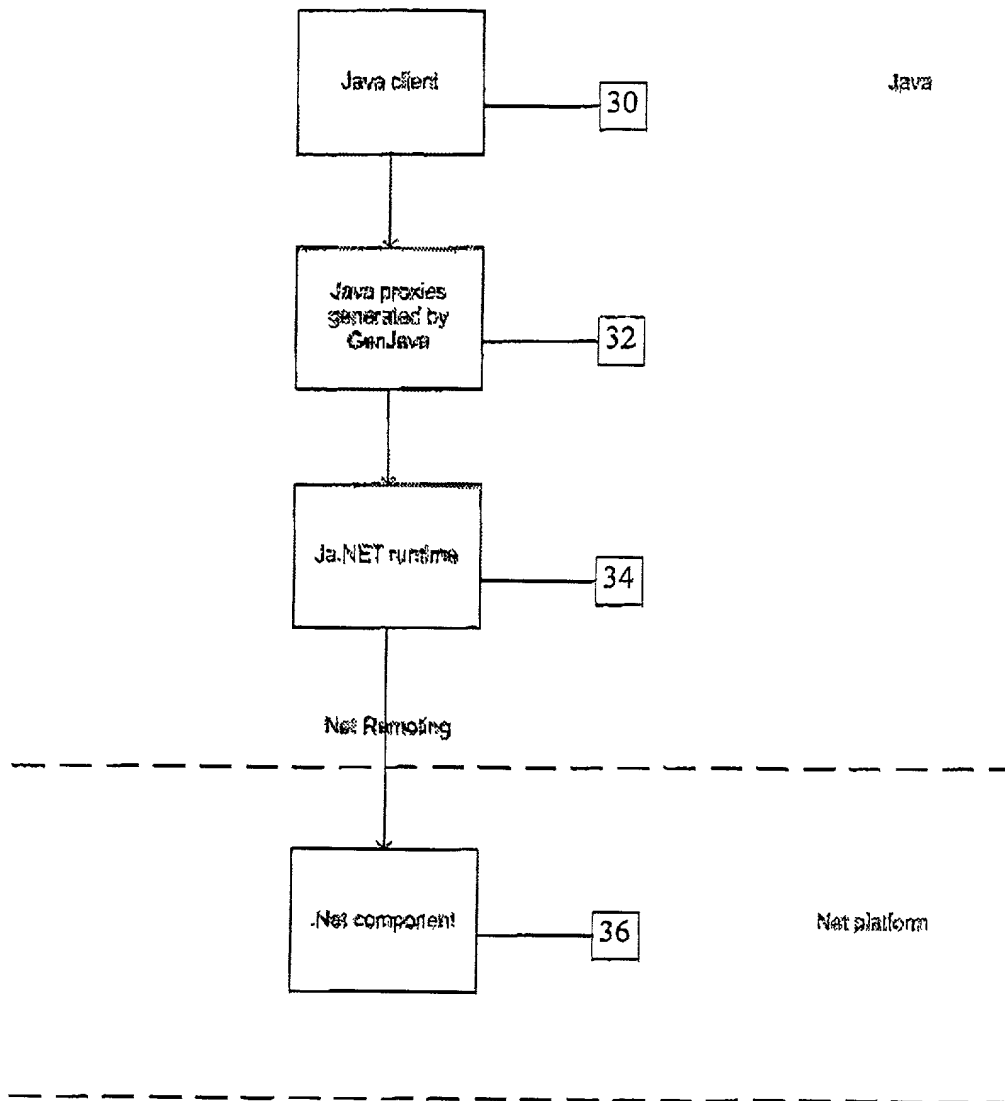 Java client
30
Java
Java proxies
generated by
GenJava
32
Ja.NET runtime
34
Net Remoting
.Net component
36
Net platform